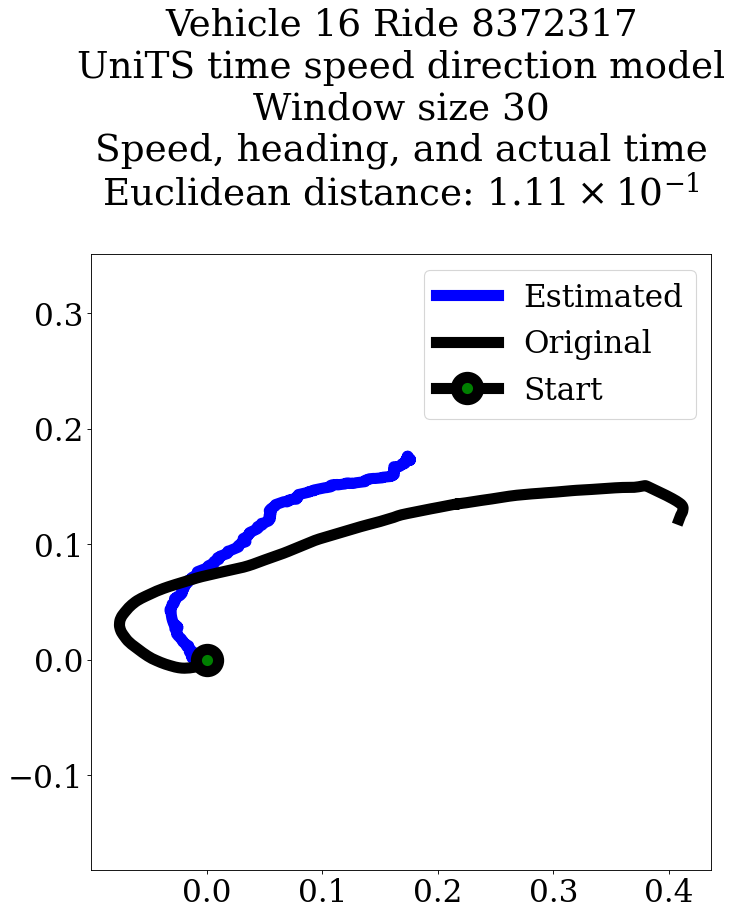 Vehicle 16 Ride 8372317
UniTS time speed direction model
Window size 30
Speed, heading, and actual time
Euclidean distance: 1.11 × 10⁻¹
Estimated
Original
Start
0.3
0.2
0.1
0.0
−0.1
0.0 0.1 0.2 0.3 0.4